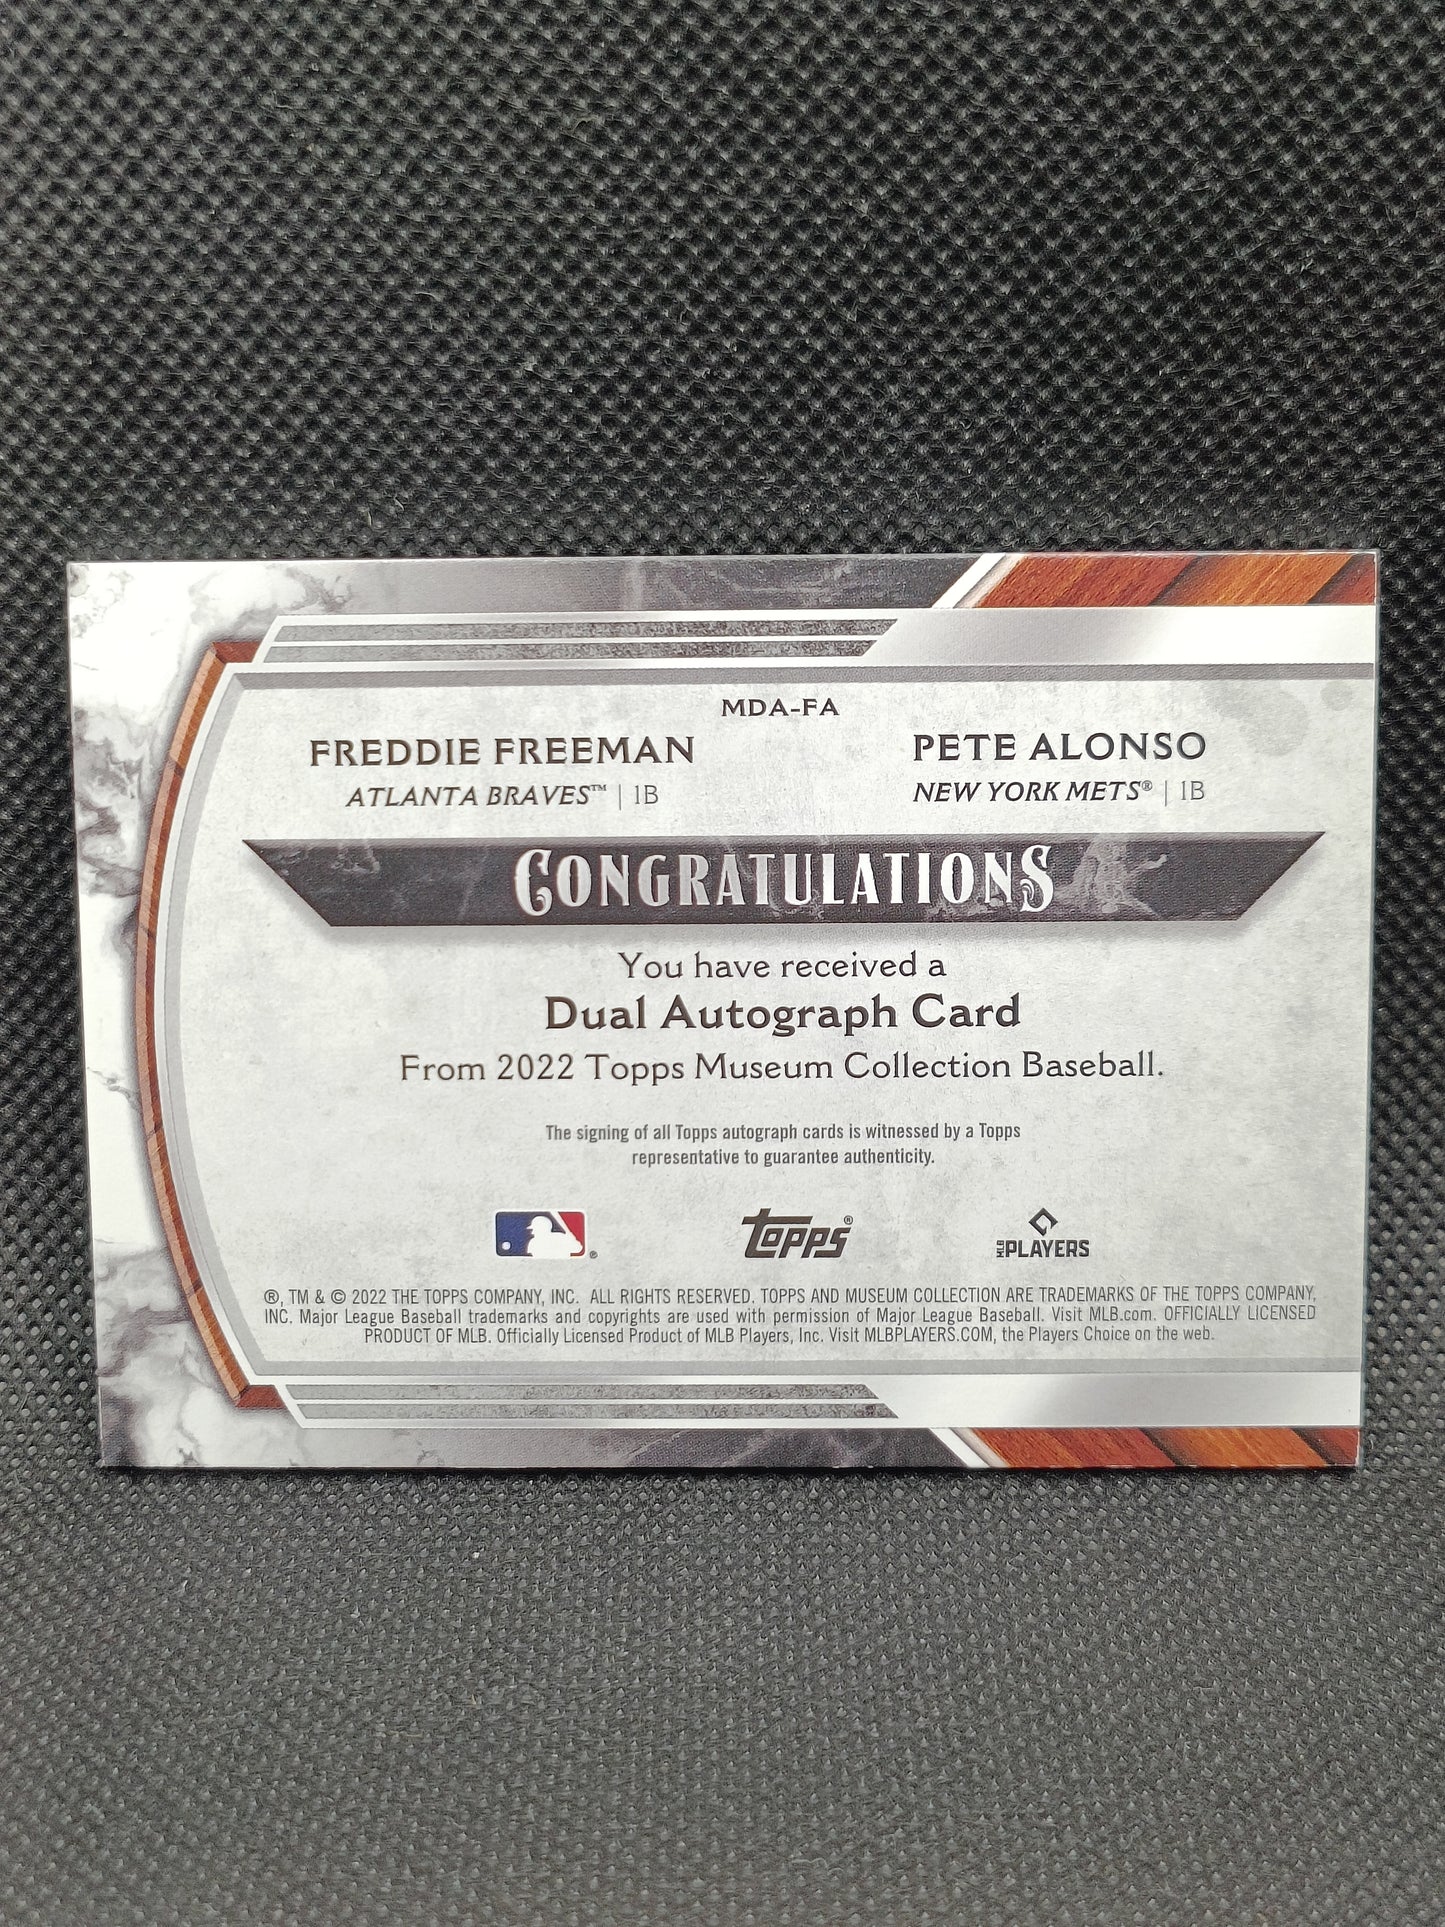 MDA-FA
FREDDIE FREEMAN
ATLANTA BRAVES™ | 1B
PETE ALONSO
NEW YORK METS® | 1B
CONGRATULATIONS
You have received a
Dual Autograph Card
From 2022 Topps Museum Collection Baseball.
The signing of all Topps autograph cards is witnessed by a Topps
representative to guarantee authenticity.
®
topps®
MLB PLAYERS
®, TM & © 2022 THE TOPPS COMPANY, INC. ALL RIGHTS RESERVED. TOPPS AND MUSEUM COLLECTION ARE TRADEMARKS OF THE TOPPS COMPANY,
INC. Major League Baseball trademarks and copyrights are used with permission of Major League Baseball. Visit MLB.com. OFFICIALLY LICENSED
PRODUCT OF MLB. Officially Licensed Product of MLB Players, Inc. Visit MLBPLAYERS.COM, the Players Choice on the web.